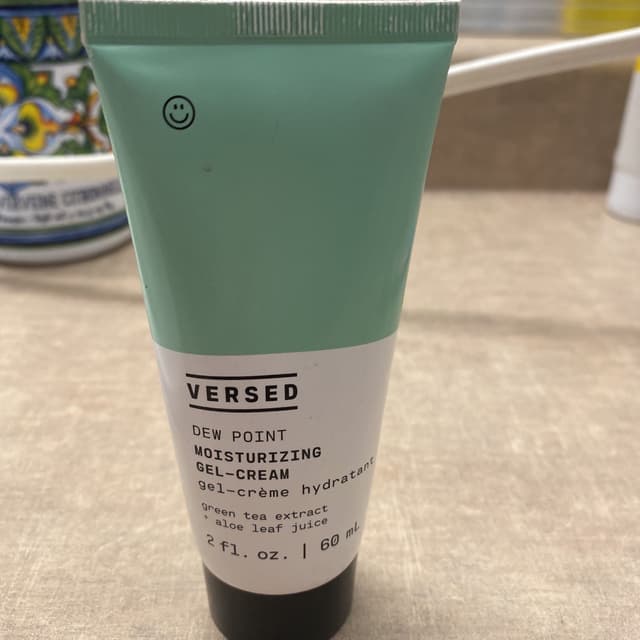 VERSED
DEW POINT
MOISTURIZING
GEL-CREAM
gel-crème hydratant
green tea extract
+ aloe leaf juice
2 fl. oz. | 60 mL